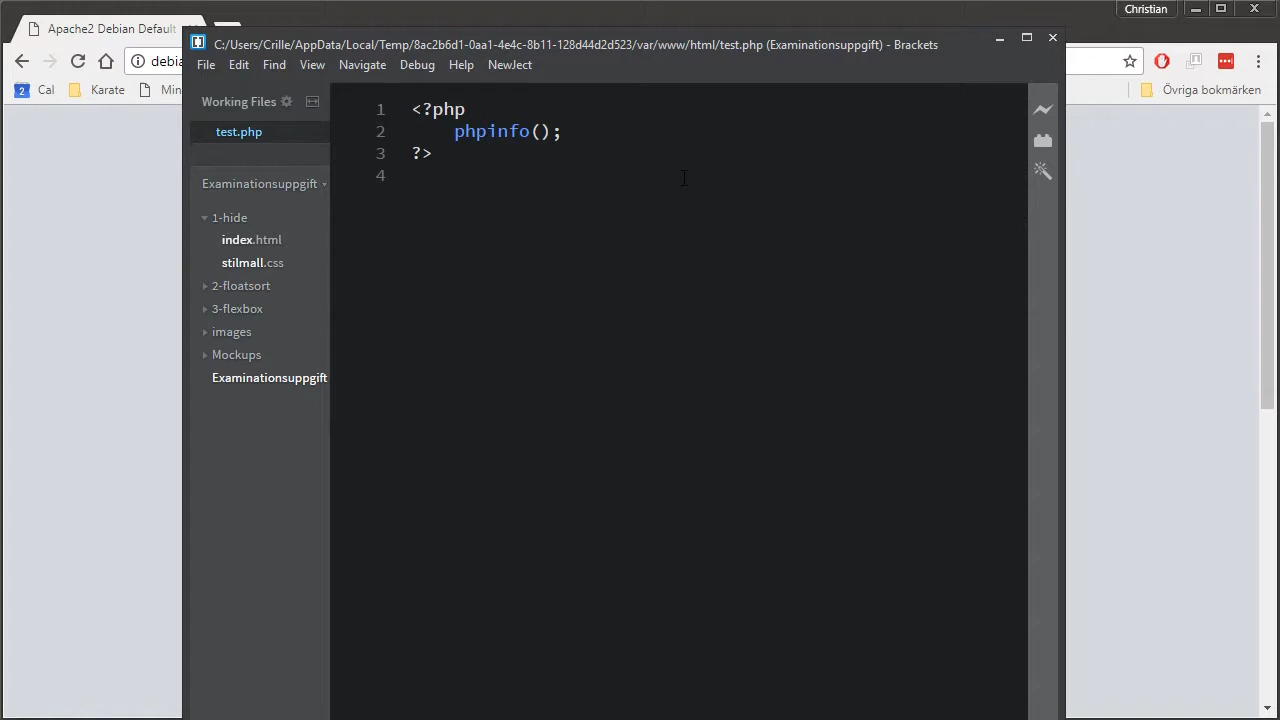 Christian
Apache2 Debian Default
C:/Users/Crille/AppData/Local/Temp/8ac2b6d1-0aa1-4e4c-8b11-128d44d2d523/var/www/html/test.php (Examinationsuppgift) - Brackets
File Edit Find View Navigate Debug Help NewJect
debia
2 Cal Karate Min
Övriga bokmärken
Working Files
test.php
Examinationsuppgift
1-hide
index.html
stilmall.css
2-floatsort
3-flexbox
images
Mockups
Examinationsuppgift
1 <?php
2 phpinfo();
3 ?>
4